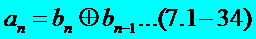 aₙ = bₙ ⊕ bₙ₋₁...(7.1–34)